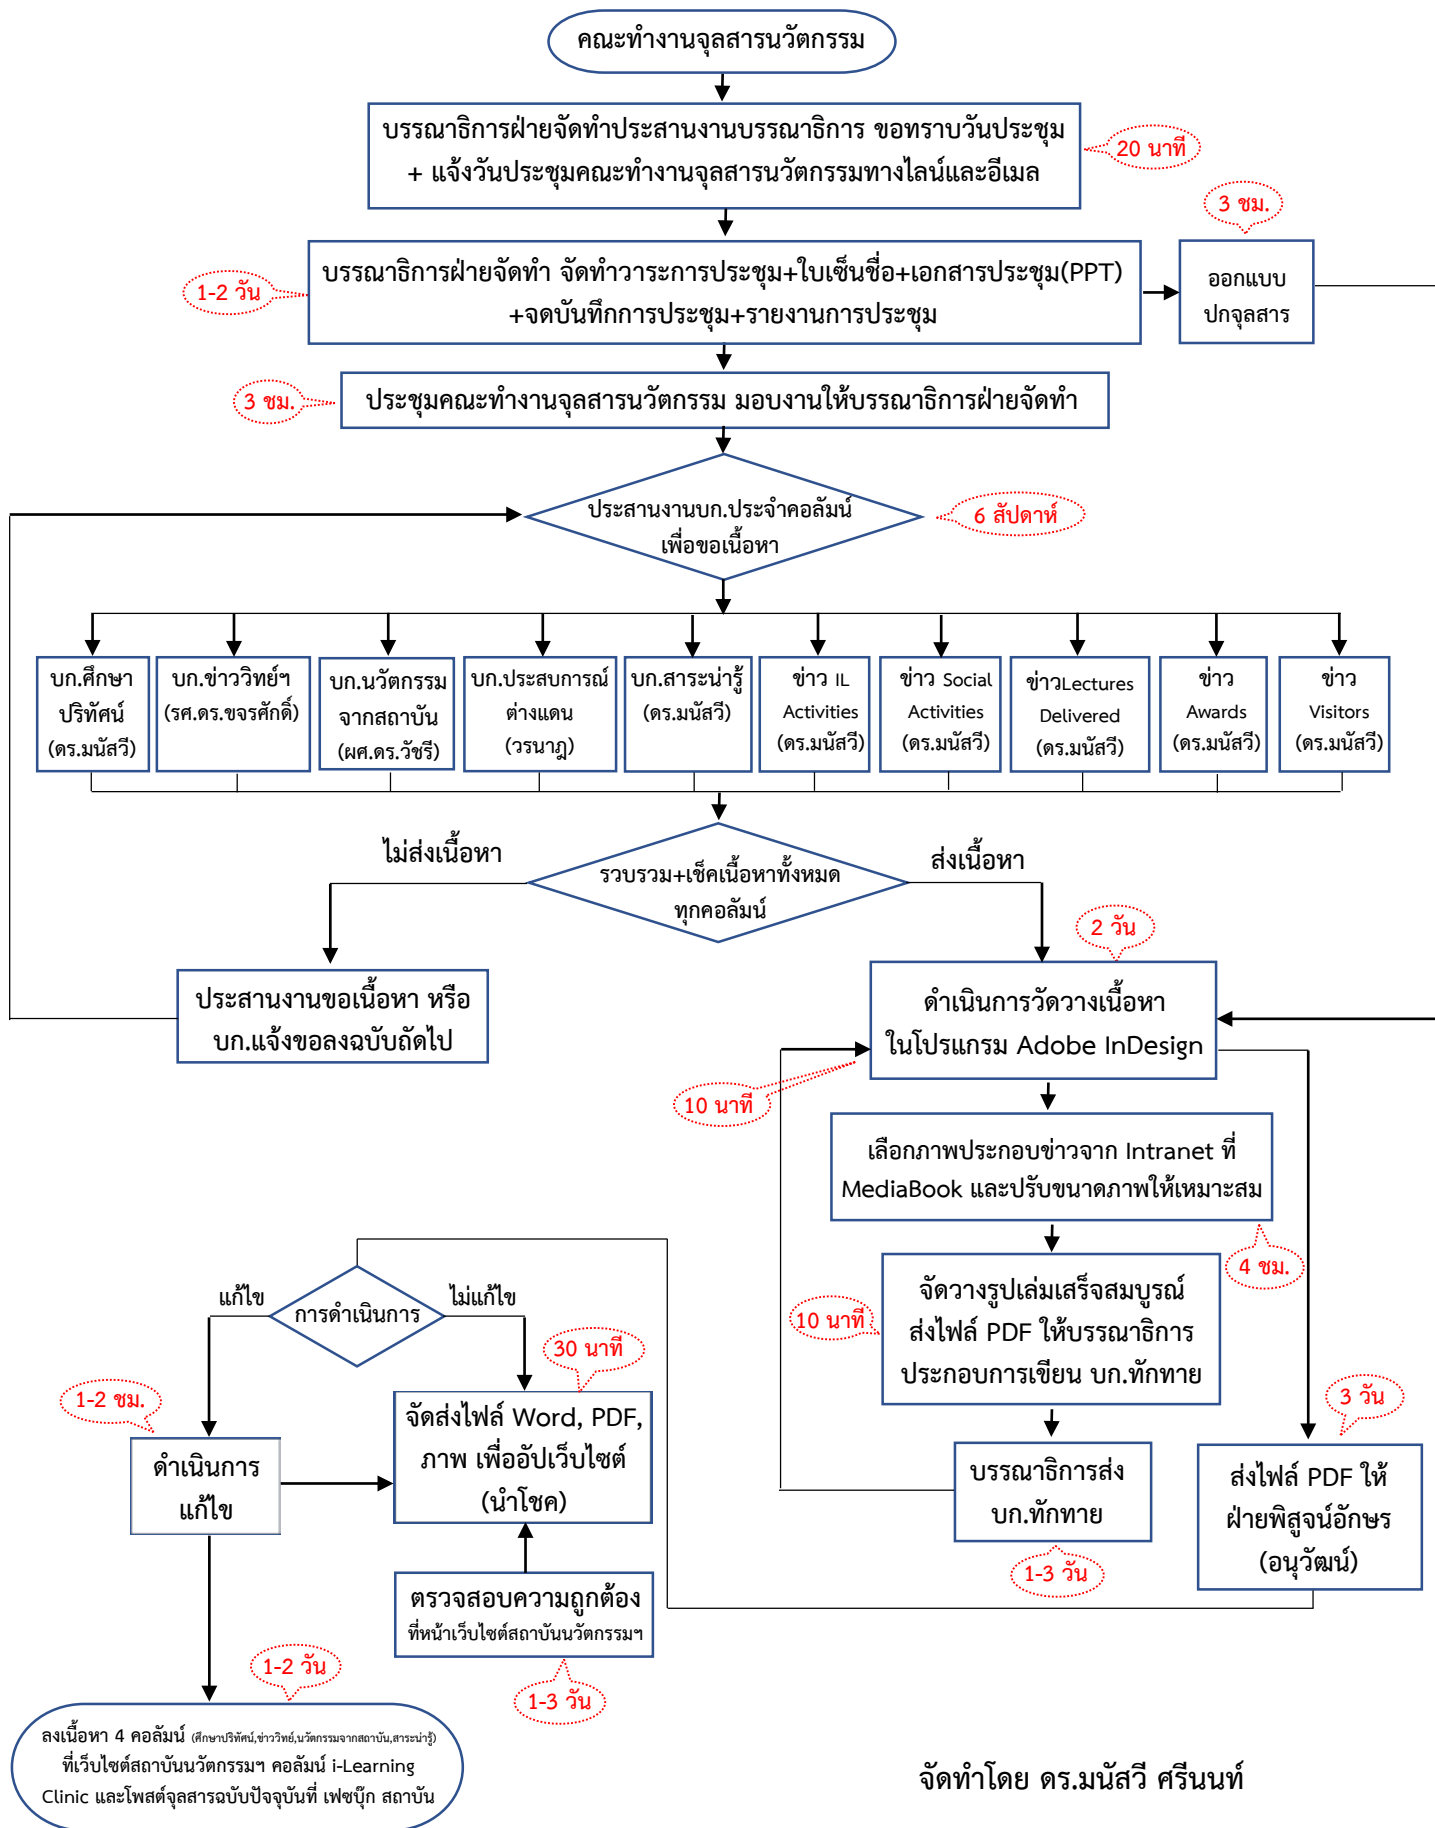 คณะทำงานจุลสารนวัตกรรม
บรรณาธิการฝ่ายจัดทำประสานงานบรรณาธิการ ขอทราบวันประชุม
+ แจ้งวันประชุมคณะทำงานจุลสารนวัตกรรมทางไลน์และอีเมล
20 นาที
3 ชม.
บรรณาธิการฝ่ายจัดทำ จัดทำวาระการประชุม+ใบเซ็นชื่อ+เอกสารประชุม(PPT)
+จดบันทึกการประชุม+รายงานการประชุม
1-2 วัน
ออกแบบ
ปกจุลสาร
3 ชม.
ประชุมคณะทำงานจุลสารนวัตกรรม มอบงานให้บรรณาธิการฝ่ายจัดทำ
ประสานงานบก.ประจำคอลัมน์
เพื่อขอเนื้อหา
6 สัปดาห์
บก.ศึกษา
ปริทัศน์
(ดร.มนัสวี)
บก.ข่าววิทย์ฯ
(รศ.ดร.ขจรศักดิ์)
บก.นวัตกรรม
จากสถาบัน
(ผศ.ดร.วัชรี)
บก.ประสบการณ์
ต่างแดน
(วรนาฎ)
บก.สาระน่ารู้
(ดร.มนัสวี)
ข่าว IL
Activities
(ดร.มนัสวี)
ข่าว Social
Activities
(ดร.มนัสวี)
ข่าวLectures
Delivered
(ดร.มนัสวี)
ข่าว
Awards
(ดร.มนัสวี)
ข่าว
Visitors
(ดร.มนัสวี)
ไม่ส่งเนื้อหา
ส่งเนื้อหา
รวบรวม+เช็คเนื้อหาทั้งหมด
ทุกคอลัมน์
2 วัน
ประสานงานขอเนื้อหา หรือ
บก.แจ้งขอลงฉบับถัดไป
ดำเนินการวัดวางเนื้อหา
ในโปรแกรม Adobe InDesign
10 นาที
เลือกภาพประกอบข่าวจาก Intranet ที่
MediaBook และปรับขนาดภาพให้เหมาะสม
4 ชม.
จัดวางรูปเล่มเสร็จสมบูรณ์
ส่งไฟล์ PDF ให้บรรณาธิการ
ประกอบการเขียน บก.ทักทาย
10 นาที
แก้ไข
ไม่แก้ไข
การดำเนินการ
30 นาที
1-2 ชม.
3 วัน
จัดส่งไฟล์ Word, PDF,
ภาพ เพื่ออัปเว็บไซต์
(นำโชค)
ดำเนินการ
แก้ไข
บรรณาธิการส่ง
บก.ทักทาย
1-3 วัน
ส่งไฟล์ PDF ให้
ฝ่ายพิสูจน์อักษร
(อนุวัฒน์)
ตรวจสอบความถูกต้อง
ที่หน้าเว็บไซต์สถาบันนวัตกรรมฯ
1-3 วัน
1-2 วัน
ลงเนื้อหา 4 คอลัมน์ (ศึกษาปริทัศน์,ข่าววิทย์,นวัตกรรมจากสถาบัน,สาระน่ารู้)
ที่เว็บไซต์สถาบันนวัตกรรมฯ คอลัมน์ i-Learning
Clinic และโพสต์จุลสารฉบับปัจจุบันที่ เฟซบุ๊ก สถาบัน
จัดทำโดย ดร.มนัสวี ศรีนนท์